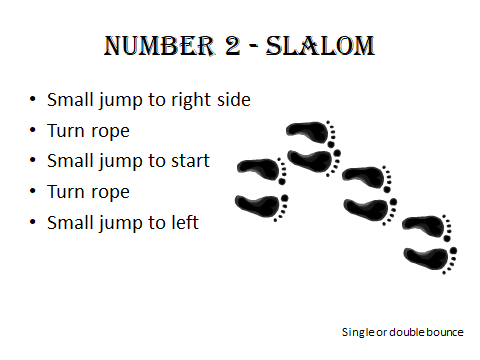 NUMBER 2 - SLALOM
• Small jump to right side
• Turn rope
• Small jump to start
• Turn rope
• Small jump to left
Single or double bounce